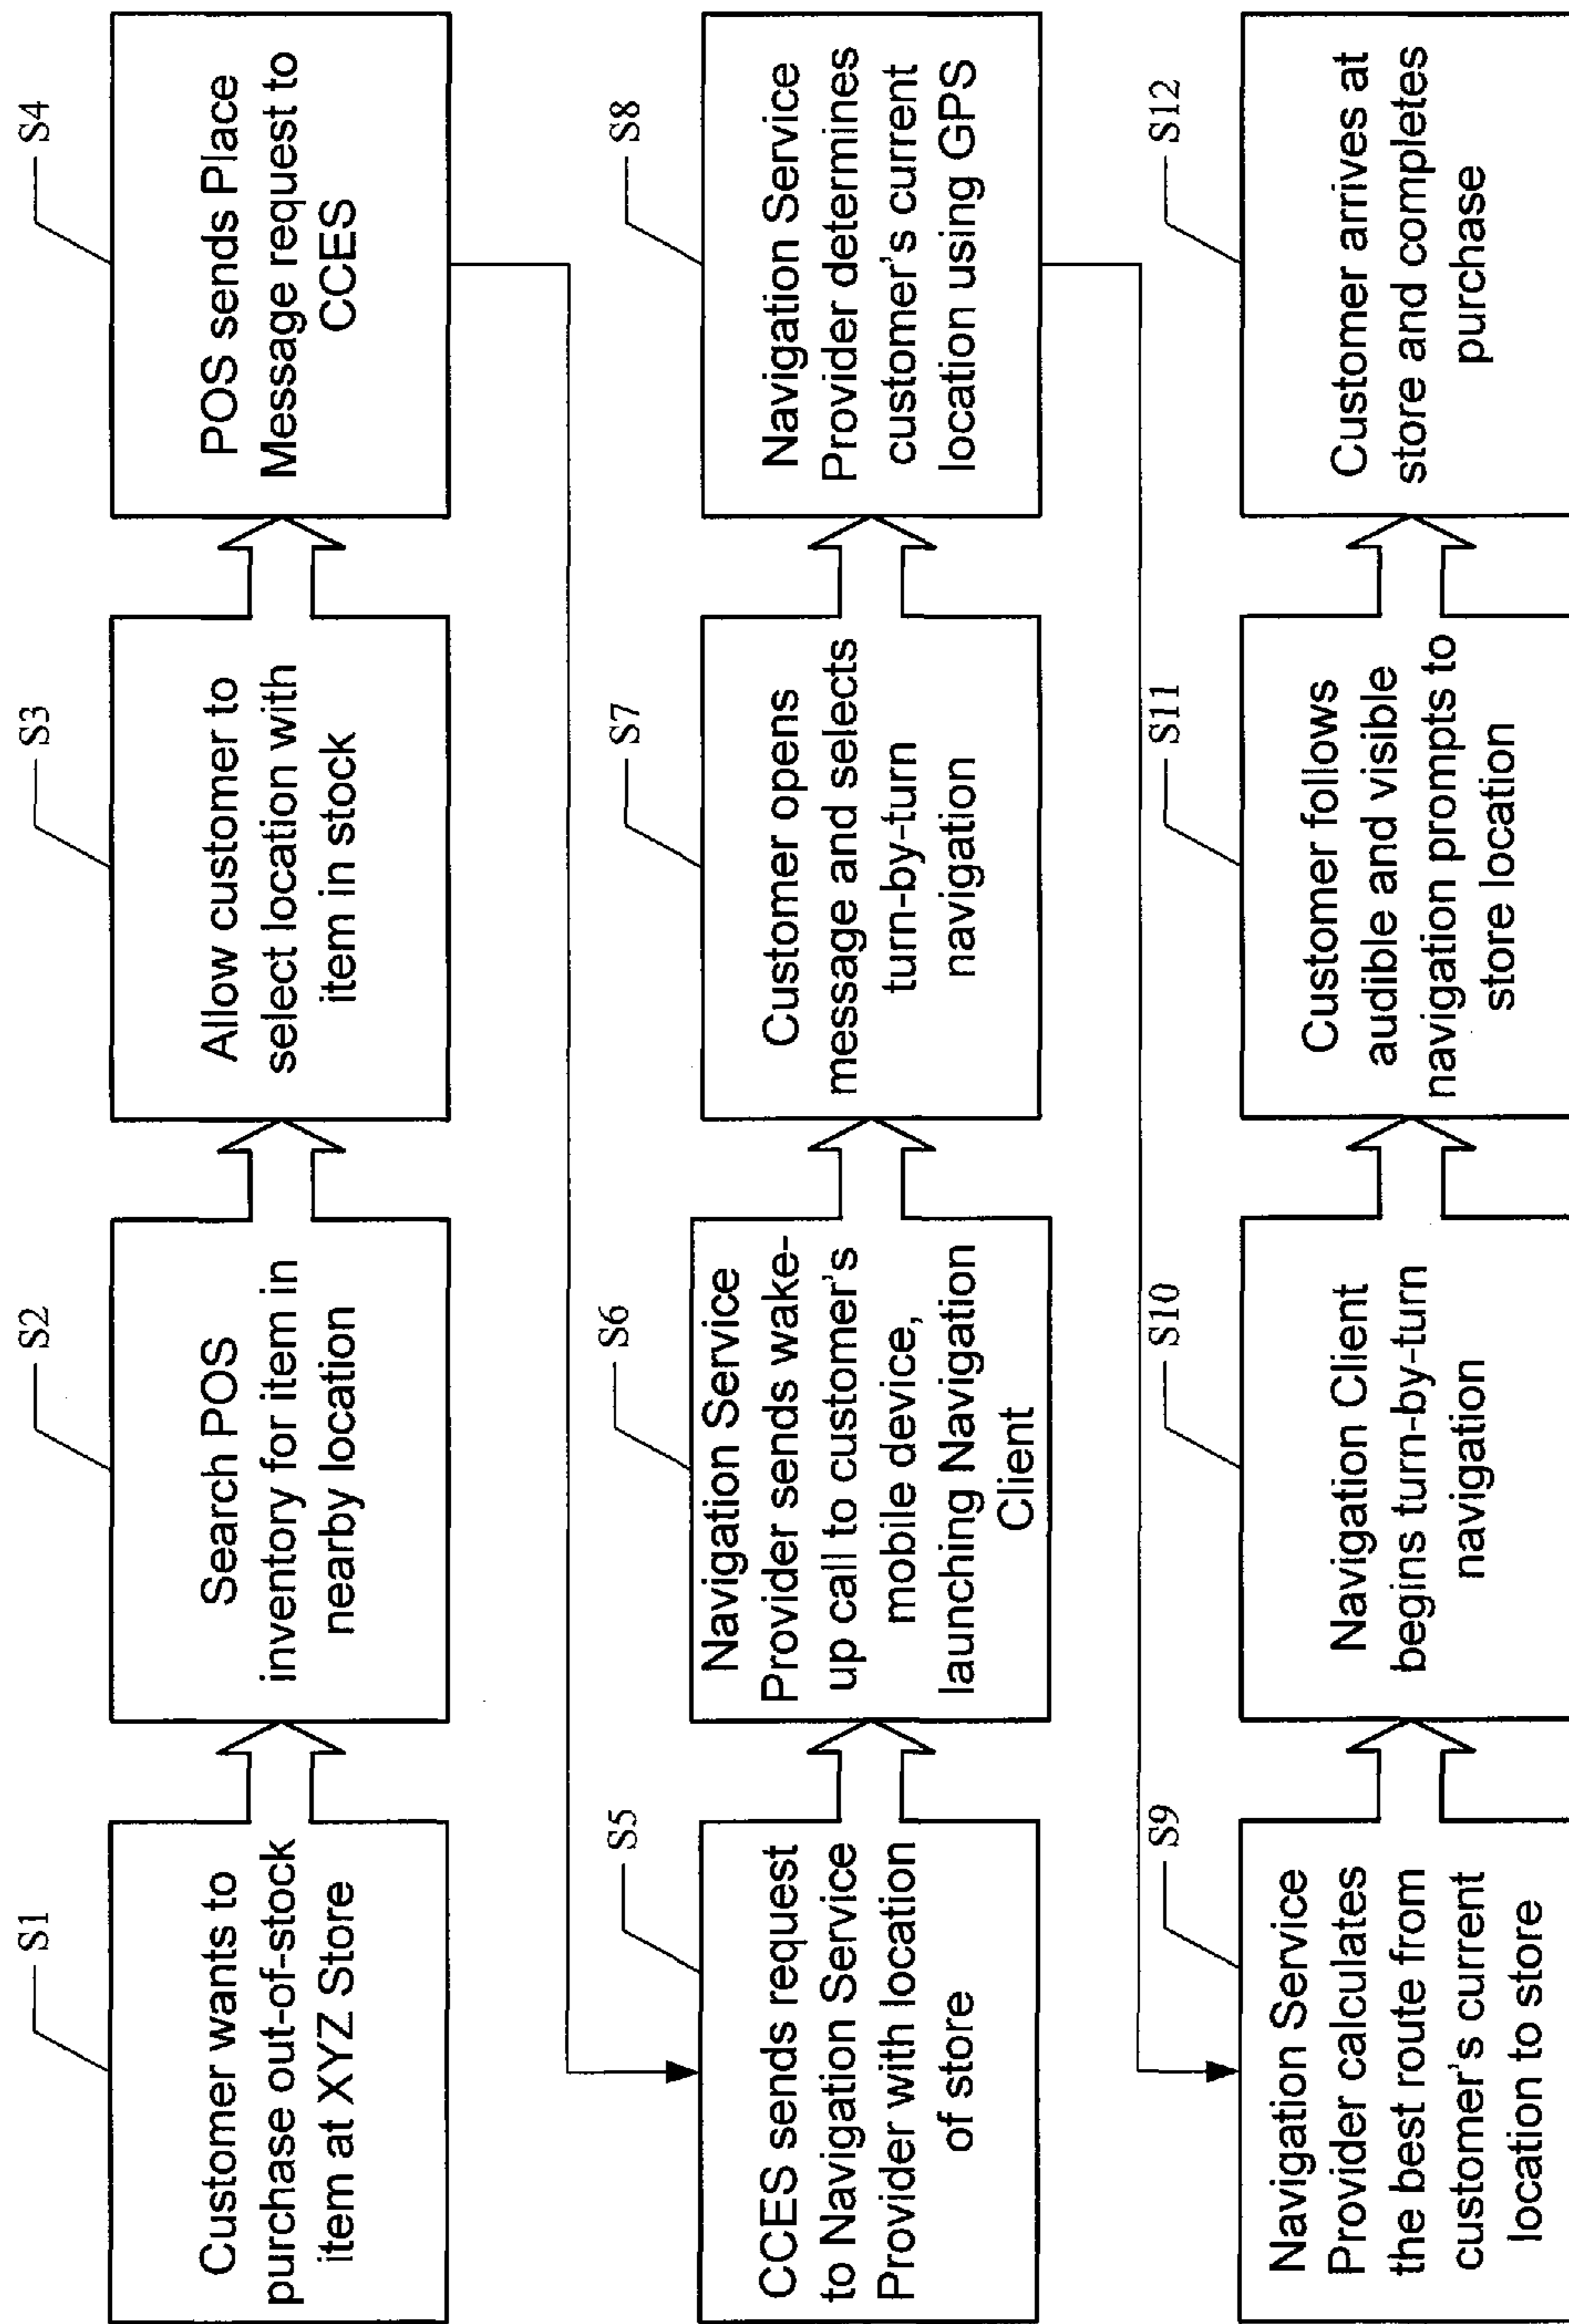 S1
Customer wants to
purchase out-of-stock
item at XYZ Store
S2
Search POS
inventory for item in
nearby location
S3
Allow customer to
select location with
item in stock
S4
POS sends Place
Message request to
CCES
S5
CCES sends request
to Navigation Service
Provider with location
of store
S6
Navigation Service
Provider sends wake-
up call to customer's
mobile device,
launching Navigation
Client
S7
Customer opens
message and selects
turn-by-turn
navigation
S8
Navigation Service
Provider determines
customer's current
location using GPS
S9
Navigation Service
Provider calculates
the best route from
customer's current
location to store
S10
Navigation Client
begins turn-by-turn
navigation
S11
Customer follows
audible and visible
navigation prompts to
store location
S12
Customer arrives at
store and completes
purchase